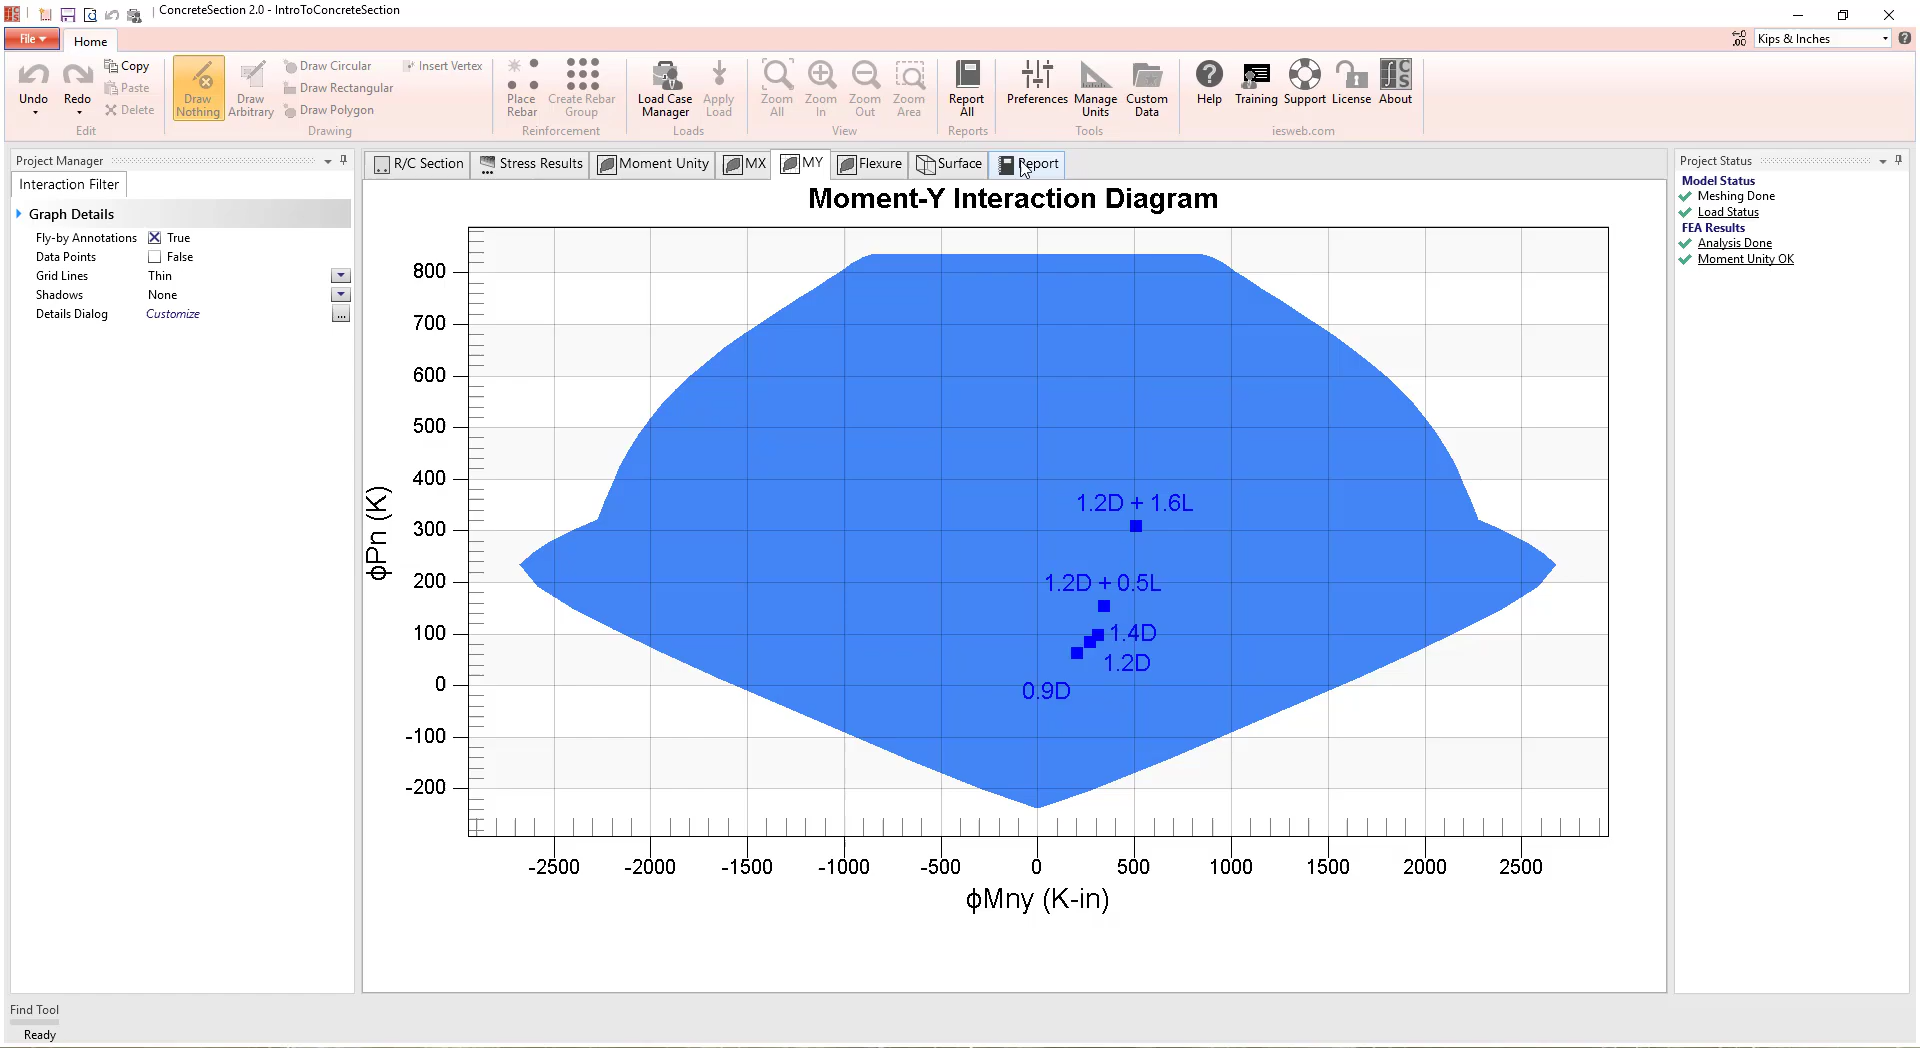 ConcreteSection 2.0 - IntroToConcreteSection
File
Home
Kips & Inches
Undo
Redo
Copy
Paste
Delete
Edit
Draw Nothing
Draw Arbitrary
Draw Circular
Draw Rectangular
Draw Polygon
Insert Vertex
Drawing
Place Rebar
Create Rebar Group
Reinforcement
Load Case Manager
Apply Load
Loads
Zoom All
Zoom In
Zoom Out
Zoom Area
View
Report All
Reports
Preferences
Manage Units
Custom Data
Tools
Help
Training
Support
License
About
iesweb.com
Project Manager
Interaction Filter
Graph Details
Fly-by Annotations True
Data Points False
Grid Lines Thin
Shadows None
Details Dialog Customize
...
R/C Section
Stress Results
Moment Unity
MX
MY
Flexure
Surface
Report
Moment-Y Interaction Diagram
800
700
600
500
400
300
200
100
0
-100
-200
ϕPn (K)
1.2D + 1.6L
1.2D + 0.5L
1.4D
1.2D
0.9D
-2500 -2000 -1500 -1000 -500 0 500 1000 1500 2000 2500
ϕMny (K-in)
Project Status
Model Status
Meshing Done
Load Status
FEA Results
Analysis Done
Moment Unity OK
Find Tool
Ready